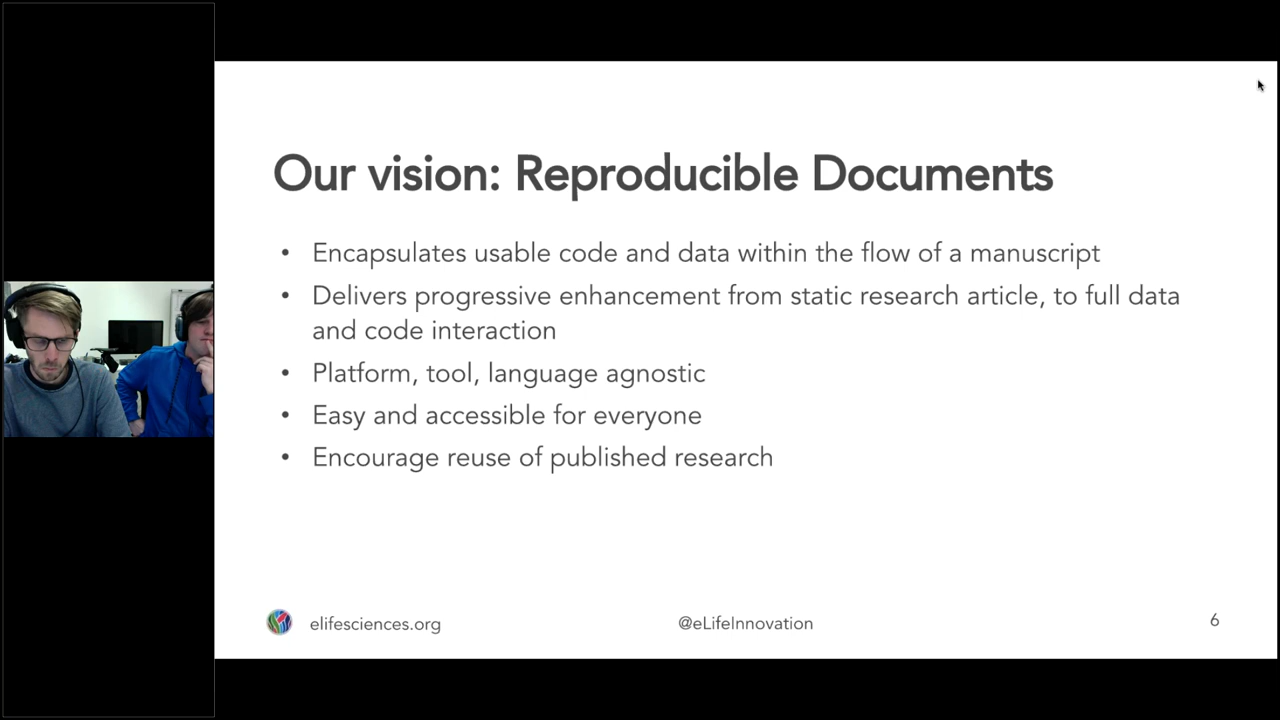 Our vision: Reproducible Documents
• Encapsulates usable code and data within the flow of a manuscript
• Delivers progressive enhancement from static research article, to full data
and code interaction
• Platform, tool, language agnostic
• Easy and accessible for everyone
• Encourage reuse of published research
elifesciences.org
@eLifeInnovation
6